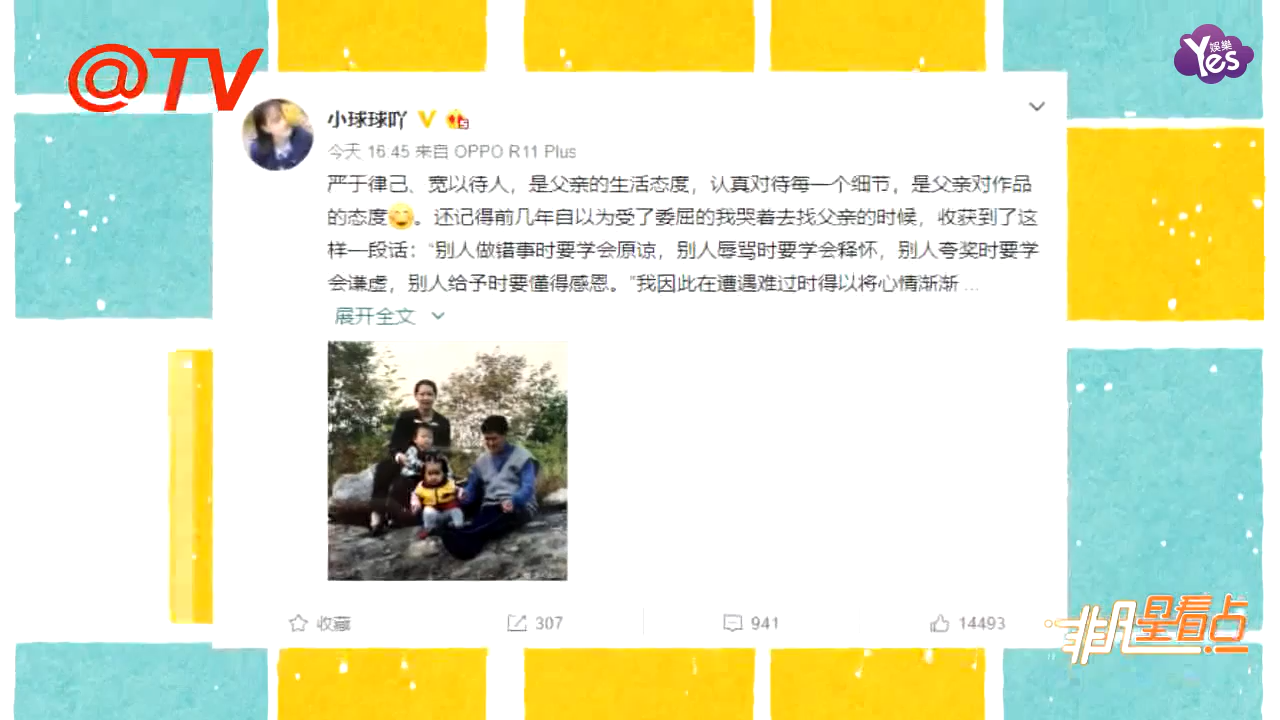 @TV
Yes 娱樂
小球球吖
今天 16:45 来自 OPPO R11 Plus
严于律己、宽以待人，是父亲的生活态度，认真对待每一个细节，是父亲对作品
的态度😊。还记得前几年自以为受了委屈的我哭着去找父亲的时候，收获到了这
样一段话：“别人做错事时要学会原谅，别人辱骂时要学会释怀，别人夸奖时要学
会谦虚，别人给予时要懂得感恩。”我因此在遭遇难过时得以将心情渐渐 ...
展开全文
收藏
307
941
14493
非凡星看点